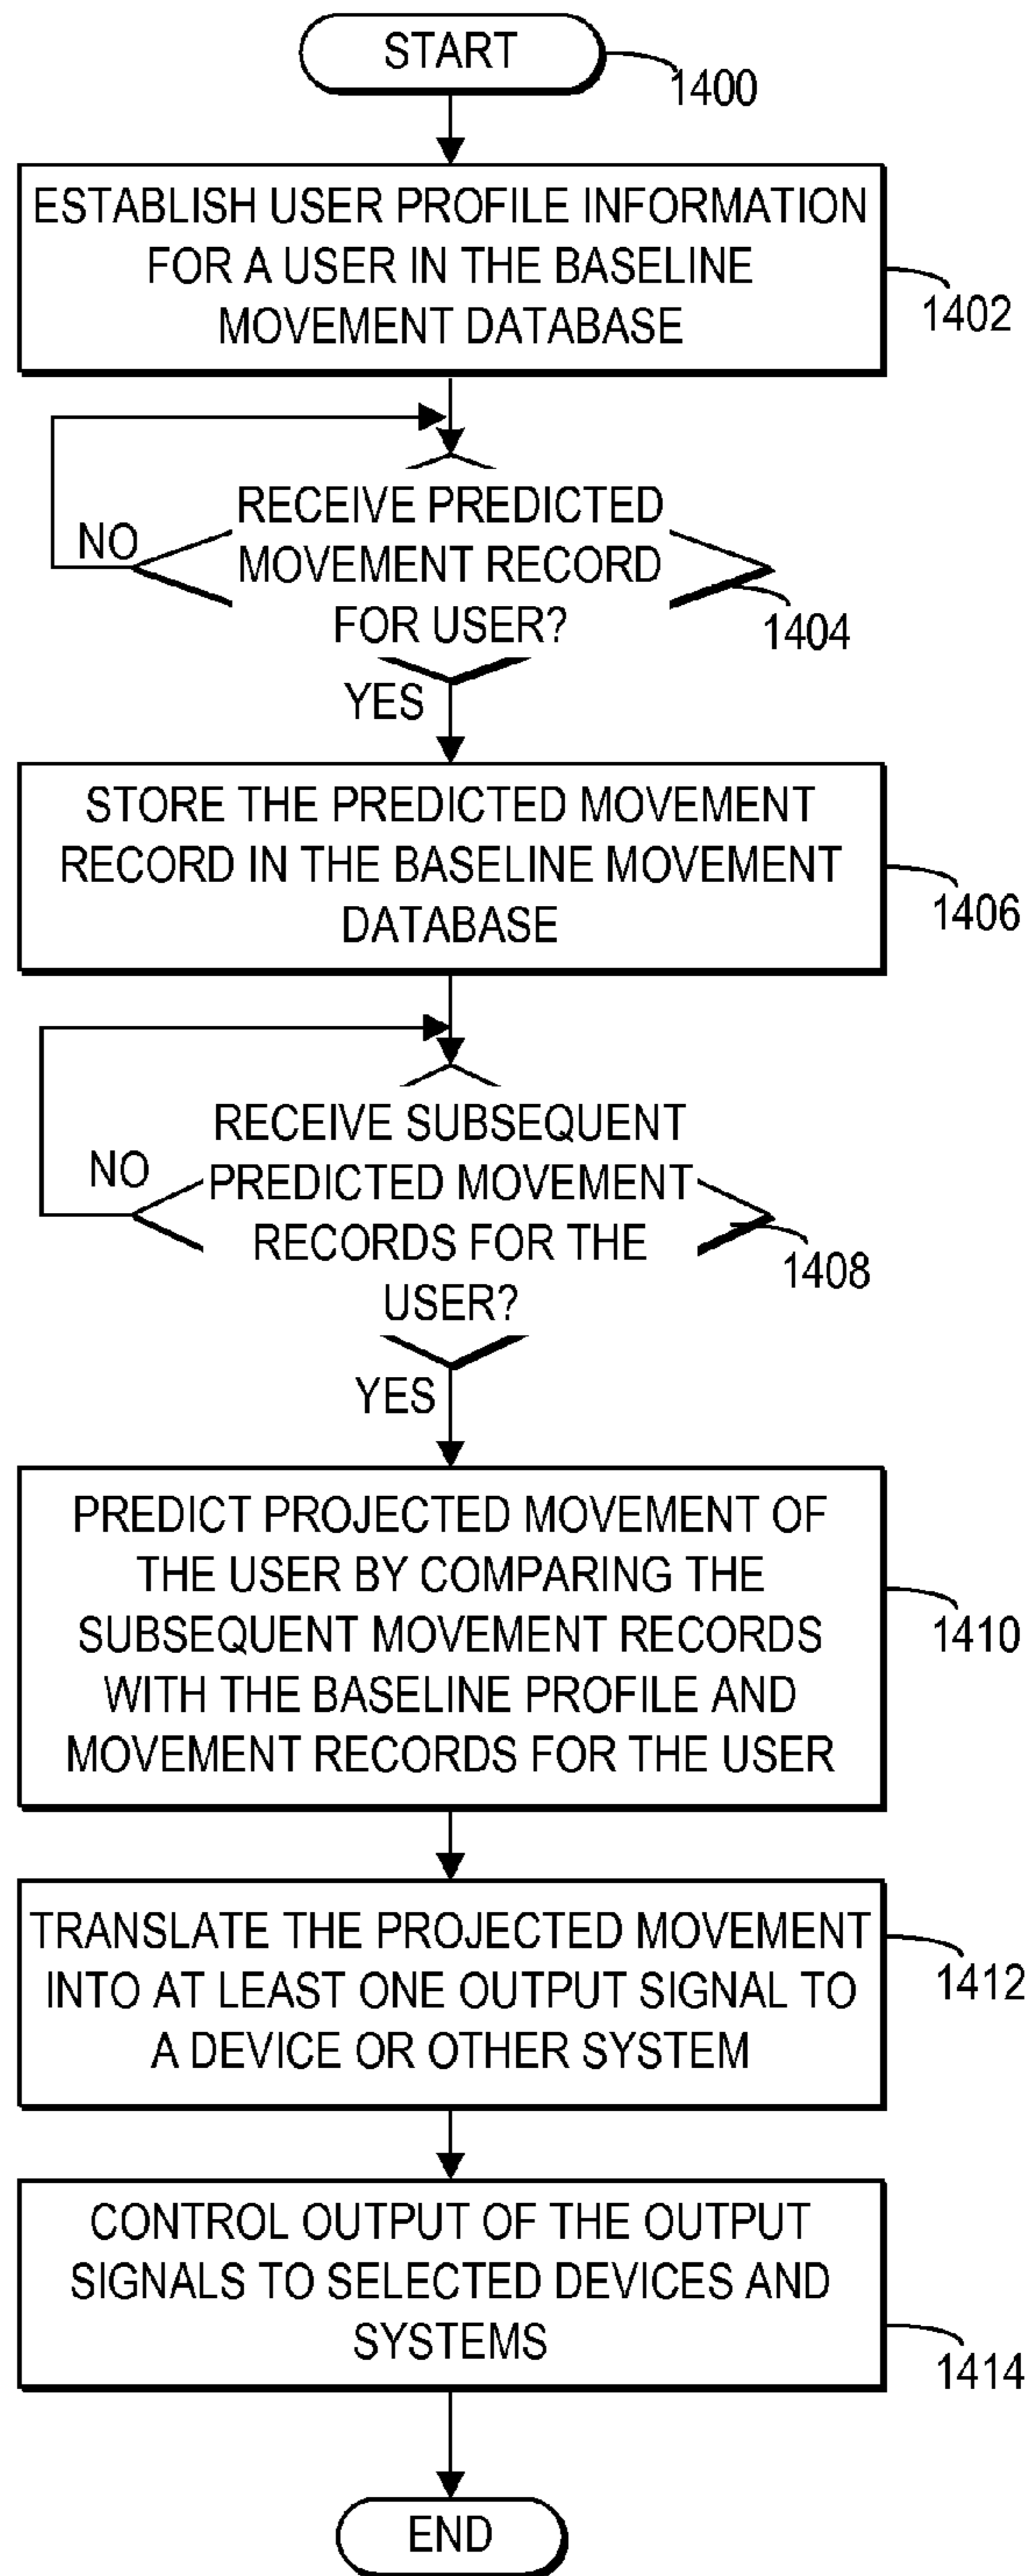 START
1400
ESTABLISH USER PROFILE INFORMATION
FOR A USER IN THE BASELINE
MOVEMENT DATABASE
1402
RECEIVE PREDICTED
MOVEMENT RECORD
FOR USER?
NO
1404
YES
STORE THE PREDICTED MOVEMENT
RECORD IN THE BASELINE MOVEMENT
DATABASE
1406
RECEIVE SUBSEQUENT
PREDICTED MOVEMENT
RECORDS FOR THE
USER?
NO
1408
YES
PREDICT PROJECTED MOVEMENT OF
THE USER BY COMPARING THE
SUBSEQUENT MOVEMENT RECORDS
WITH THE BASELINE PROFILE AND
MOVEMENT RECORDS FOR THE USER
1410
TRANSLATE THE PROJECTED MOVEMENT
INTO AT LEAST ONE OUTPUT SIGNAL TO
A DEVICE OR OTHER SYSTEM
1412
CONTROL OUTPUT OF THE OUTPUT
SIGNALS TO SELECTED DEVICES AND
SYSTEMS
1414
END